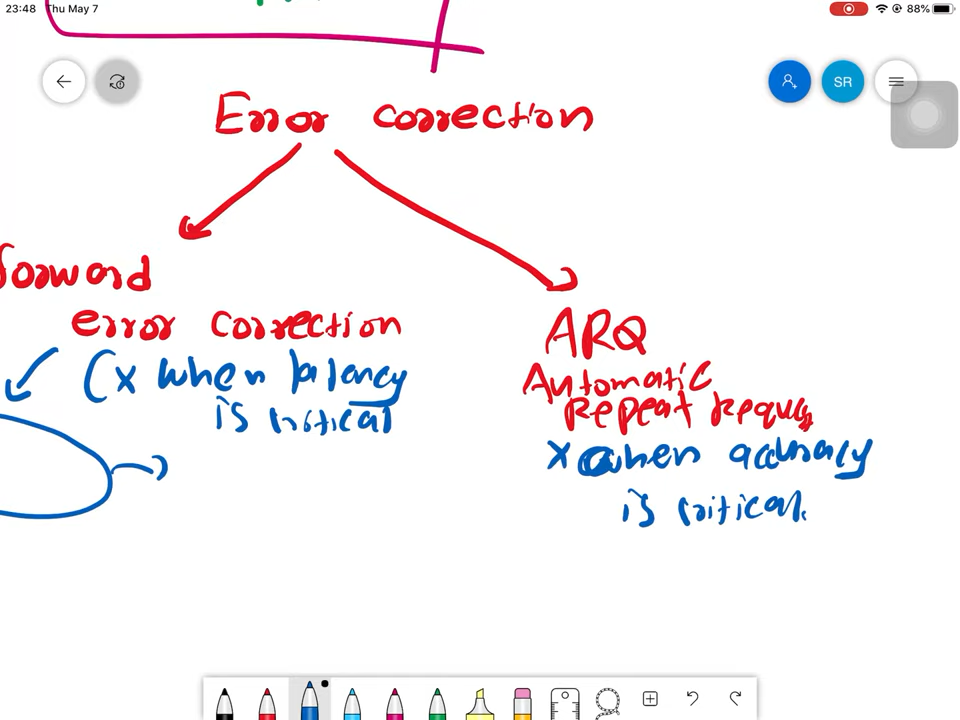 23:48 Thu May 7
88%
SR
Error correction
forward
error correction
(x when latency
is critical
ARQ
Automatic
Repeat Reques
x when accuracy
is critical.